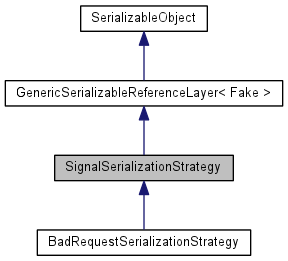 SerializableObject
GenericSerializableReferenceLayer< Fake >
SignalSerializationStrategy
BadRequestSerializationStrategy